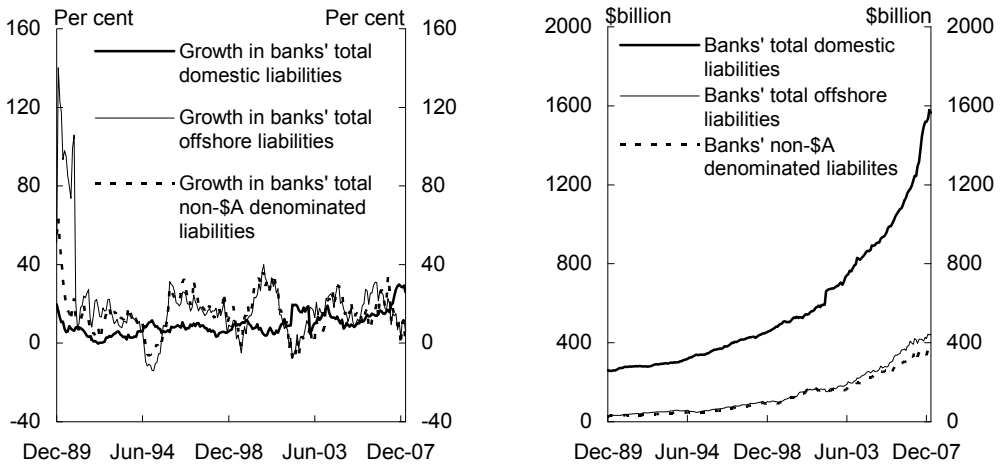 Per cent Per cent
160 160
Growth in banks' total
domestic liabilities
120 120
Growth in banks' total
offshore liabilities
80 80
Growth in banks' total
non-$A denominated
liabilities
40 40
0 0
-40 -40
Dec-89 Jun-94 Dec-98 Jun-03 Dec-07
$billion $billion
2000 2000
Banks' total domestic
liabilities
Banks' total offshore
liabilities
1600 1600
Banks' non-$A
denominated liabilites
1200 1200
800 800
400 400
0 0
Dec-89 Jun-94 Dec-98 Jun-03 Dec-07